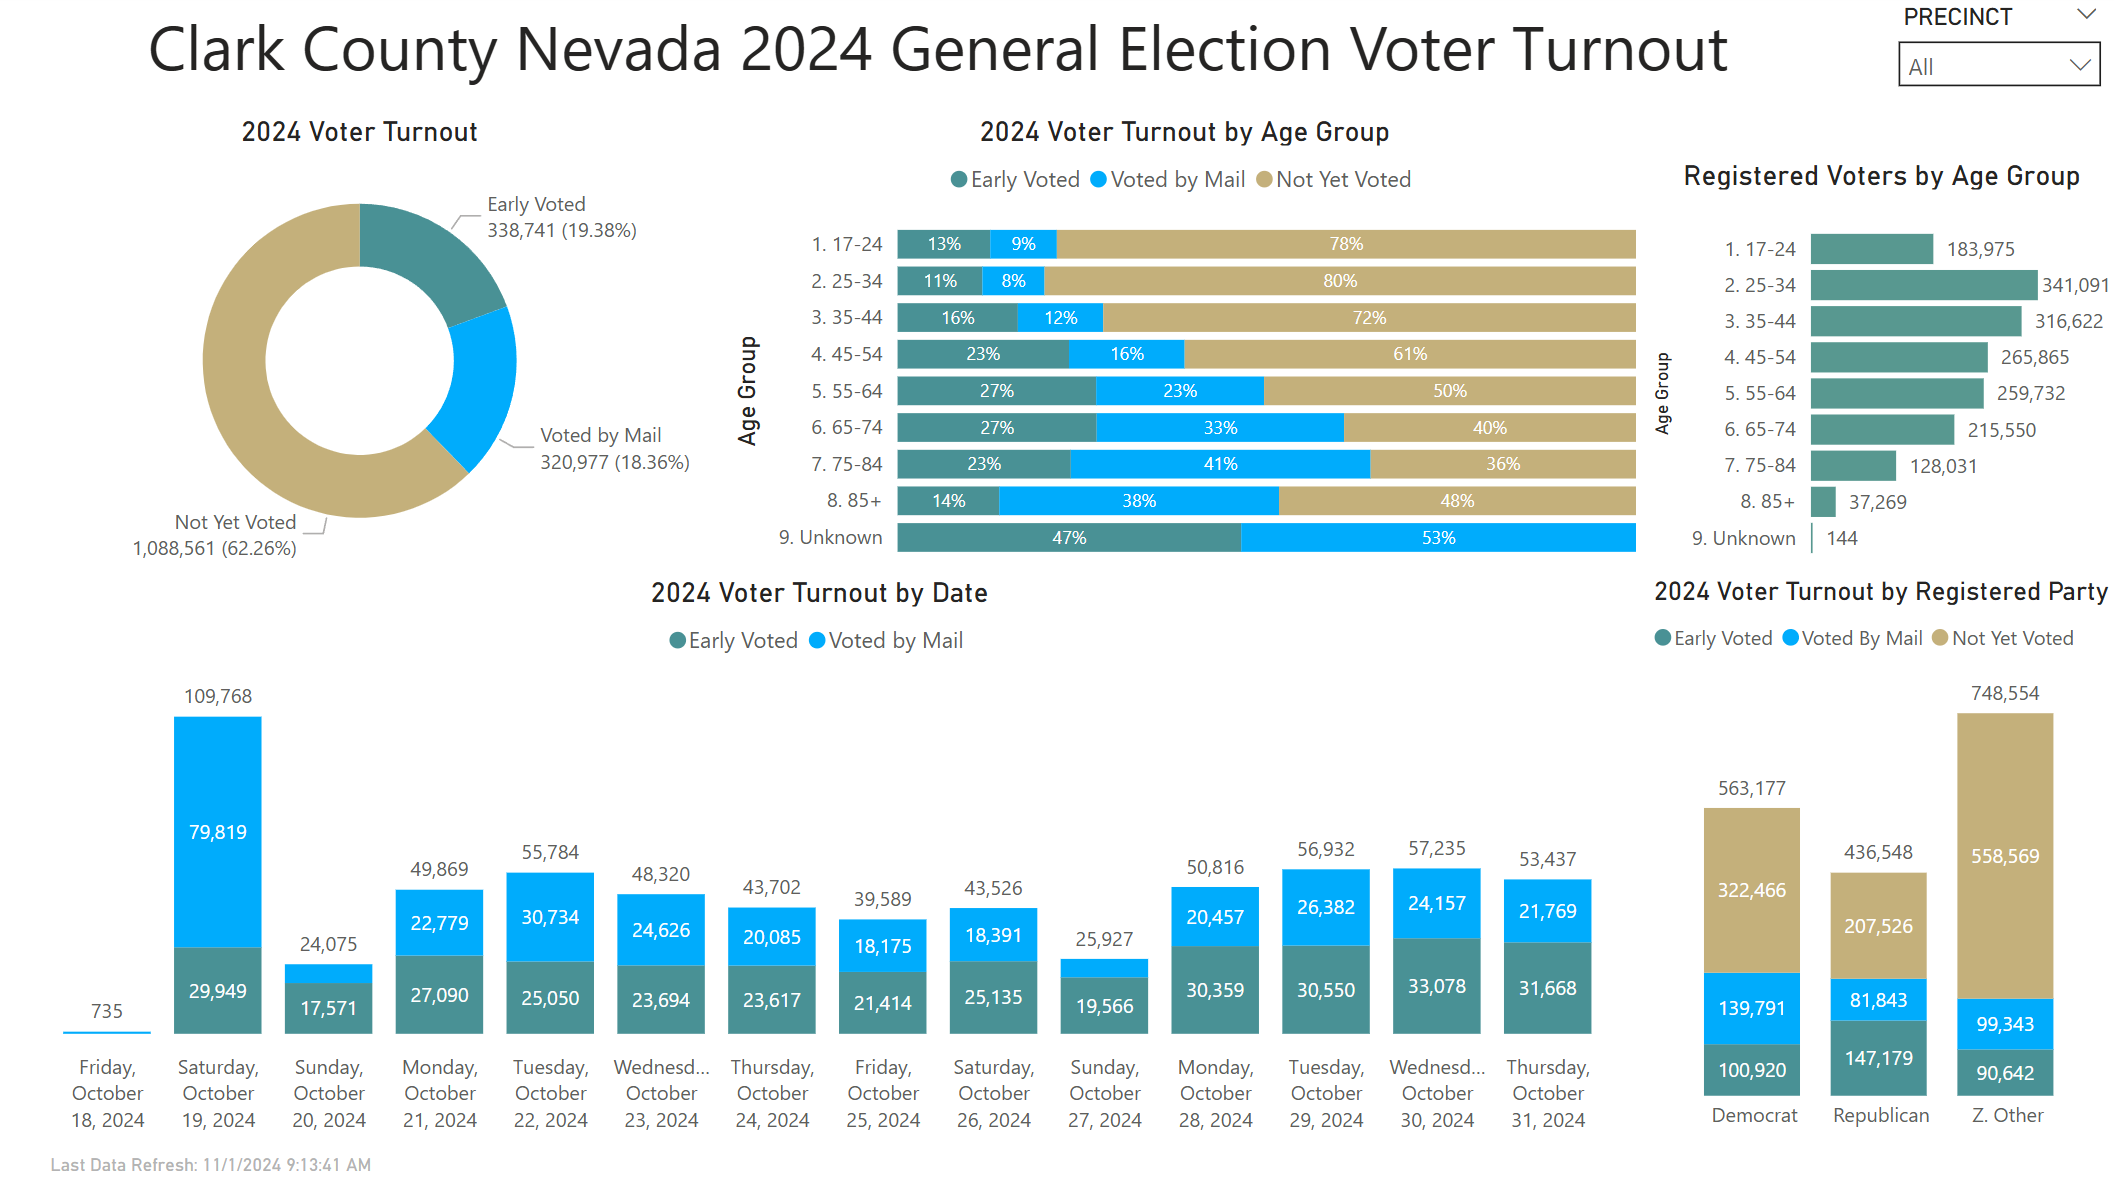 Clark County Nevada 2024 General Election Voter Turnout
PRECINCT
All
2024 Voter Turnout
Early Voted
338,741 (19.38%)
Voted by Mail
320,977 (18.36%)
Not Yet Voted
1,088,561 (62.26%)
2024 Voter Turnout by Age Group
Early Voted Voted by Mail Not Yet Voted
Age Group
1. 17-24 13% 9% 78%
2. 25-34 11% 8% 80%
3. 35-44 16% 12% 72%
4. 45-54 23% 16% 61%
5. 55-64 27% 23% 50%
6. 65-74 27% 33% 40%
7. 75-84 23% 41% 36%
8. 85+ 14% 38% 48%
9. Unknown 47% 53%
Registered Voters by Age Group
Age Group
1. 17-24 183,975
2. 25-34 341,091
3. 35-44 316,622
4. 45-54 265,865
5. 55-64 259,732
6. 65-74 215,550
7. 75-84 128,031
8. 85+ 37,269
9. Unknown 144
2024 Voter Turnout by Date
Early Voted Voted by Mail
735
109,768
79,819
29,949
24,075
17,571
49,869
22,779
27,090
55,784
30,734
25,050
48,320
24,626
23,694
43,702
20,085
23,617
39,589
18,175
21,414
43,526
18,391
25,135
25,927
19,566
50,816
20,457
30,359
56,932
26,382
30,550
57,235
24,157
33,078
53,437
21,769
31,668
Friday, Saturday, Sunday, Monday, Tuesday, Wednesd... Thursday, Friday, Saturday, Sunday, Monday, Tuesday, Wednesd... Thursday,
October October October October October October October October October October October October October October
18, 2024 19, 2024 20, 2024 21, 2024 22, 2024 23, 2024 24, 2024 25, 2024 26, 2024 27, 2024 28, 2024 29, 2024 30, 2024 31, 2024
2024 Voter Turnout by Registered Party
Early Voted Voted By Mail Not Yet Voted
563,177
322,466
139,791
100,920
436,548
207,526
81,843
147,179
748,554
558,569
99,343
90,642
Democrat Republican Z. Other
Last Data Refresh: 11/1/2024 9:13:41 AM